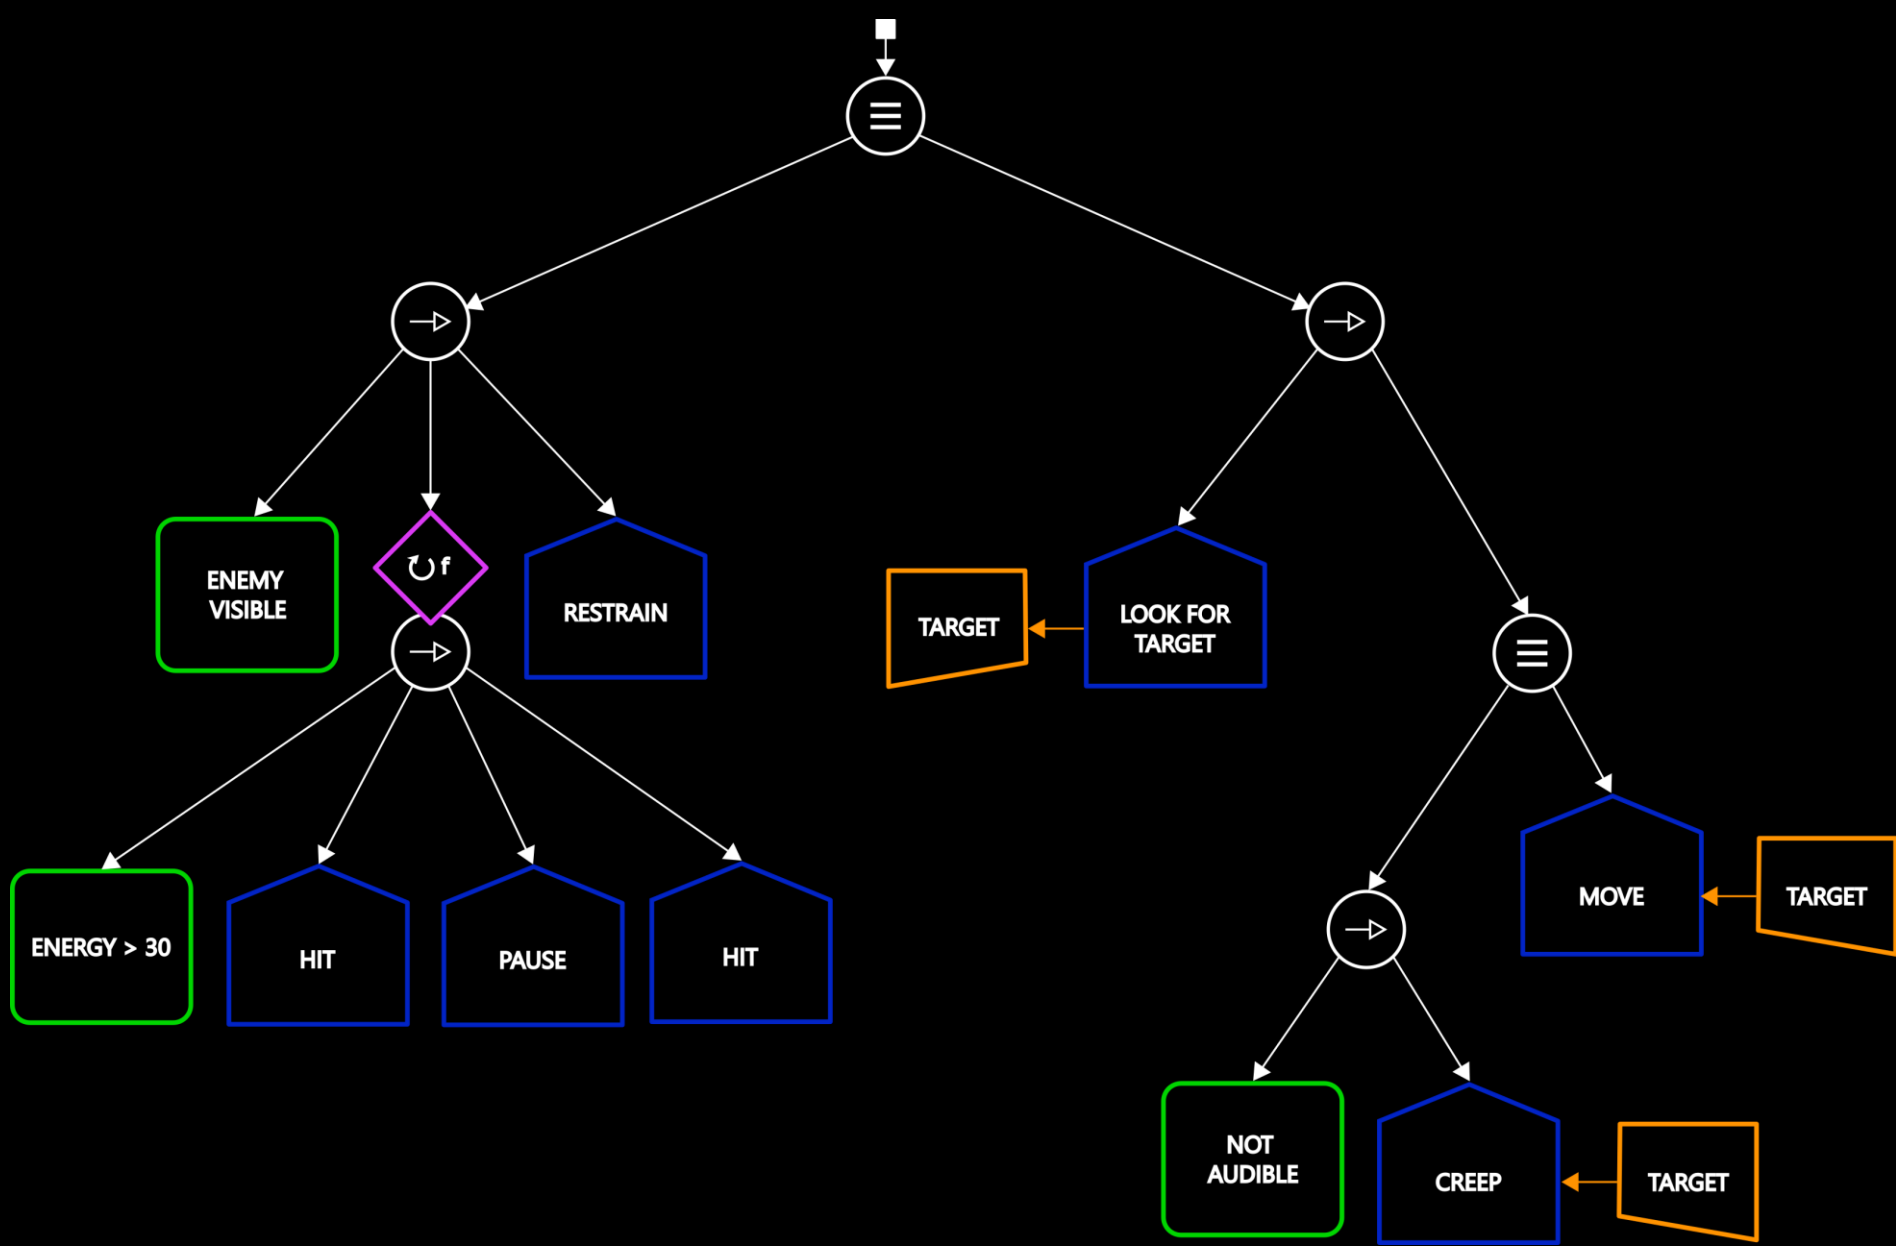 ENEMY
VISIBLE
f
RESTRAIN
TARGET
LOOK FOR
TARGET
ENERGY > 30
HIT
PAUSE
HIT
MOVE
TARGET
NOT
AUDIBLE
CREEP
TARGET